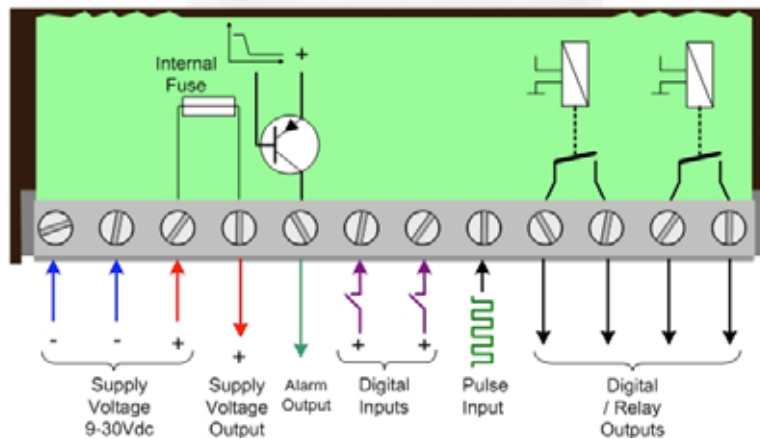 Internal
Fuse
+
- - + + + +
Supply
Voltage
9-30Vdc
Supply
Voltage
Output
Alarm
Output
Digital
Inputs
Pulse
Input
Digital
/ Relay
Outputs